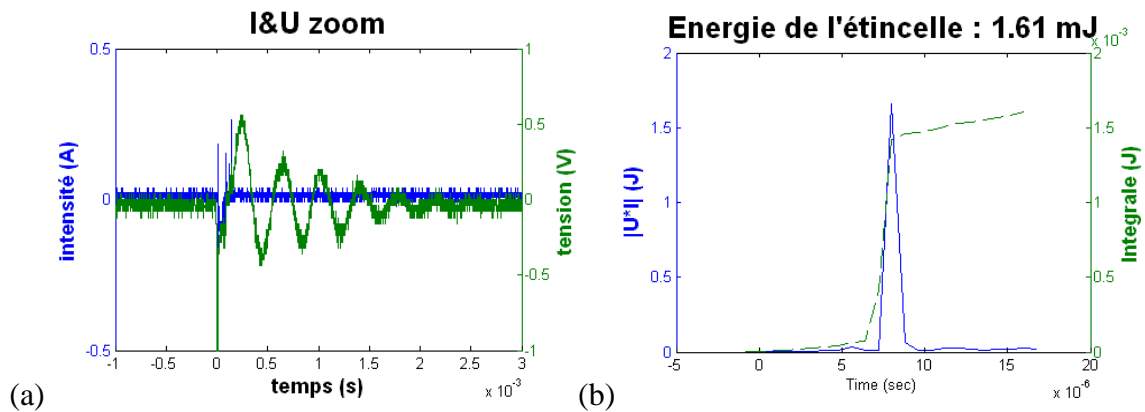 I&U zoom
0.5
0
-0.5
intensité (A)
1
0.5
0
-0.5
-1
tension (V)
-1 -0.5 0 0.5 1 1.5 2 2.5 3
x 10⁻³
temps (s)
(a)
Energie de l'étincelle : 1.61 mJ
x 10⁻³
2
1.5
1
0.5
0
|U*I| (J)
2
1.5
1
0.5
0
Integrale (J)
-5 0 5 10 15 20
x 10⁻⁶
Time (sec)
(b)